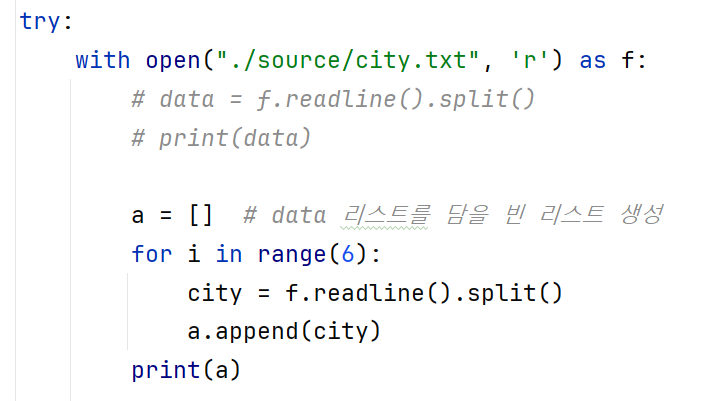 try:
with open("./source/city.txt", 'r') as f:
# data = f.readline().split()
# print(data)
a = []  # data 리스트를 담을 빈 리스트 생성
for i in range(6):
city = f.readline().split()
a.append(city)
print(a)